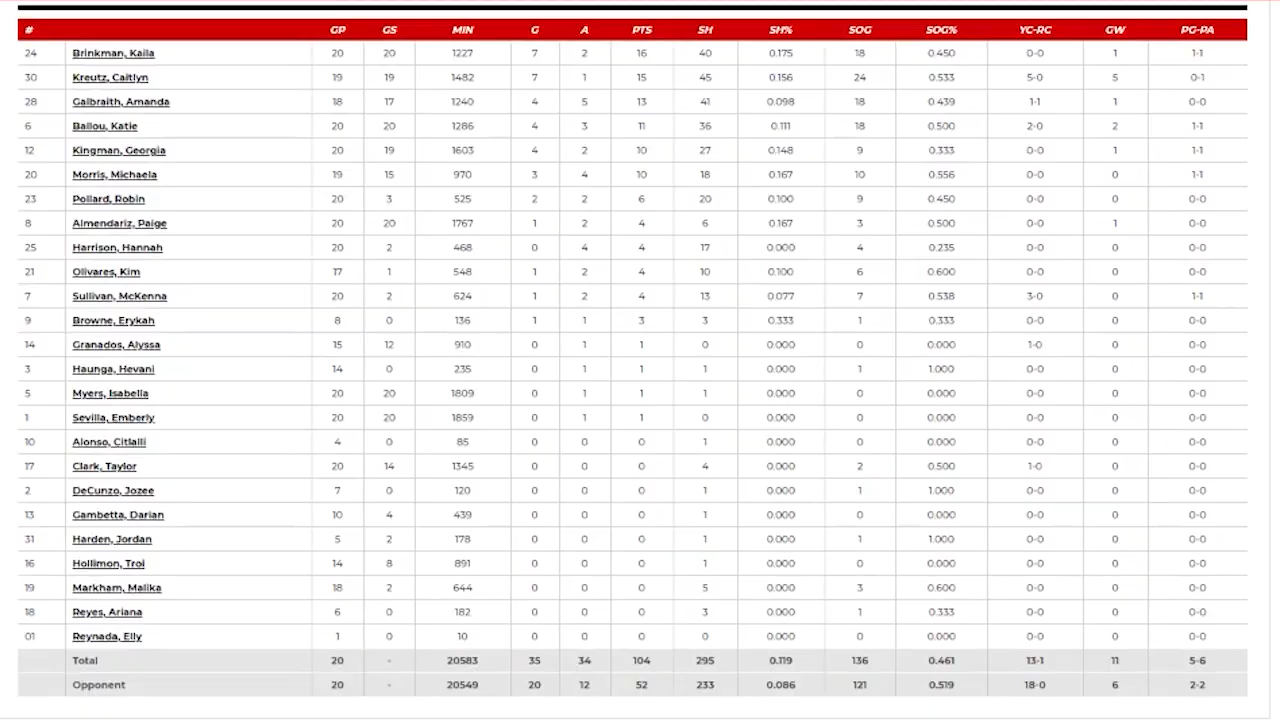 # GP GS MIN G A PTS SH SH% SOG SOG% YC-RC GW PG-PA
24 Brinkman, Kaila 20 20 1227 7 2 16 40 0.175 18 0.450 0-0 1 1-1
30 Kreutz, Caitlyn 19 19 1482 7 1 15 45 0.156 24 0.533 5-0 5 0-1
28 Galbraith, Amanda 18 17 1240 4 5 13 41 0.098 18 0.439 1-1 1 0-0
6 Ballou, Katie 20 20 1286 4 3 11 36 0.111 18 0.500 2-0 2 1-1
12 Kingman, Georgia 20 19 1603 4 2 10 27 0.148 9 0.333 0-0 1 1-1
20 Morris, Michaela 19 15 970 3 4 10 18 0.167 10 0.556 0-0 0 1-1
23 Pollard, Robin 20 3 525 2 2 6 20 0.100 9 0.450 0-0 0 0-0
8 Almendariz, Paige 20 20 1767 1 2 4 6 0.167 3 0.500 0-0 1 0-0
25 Harrison, Hannah 20 2 468 0 4 4 17 0.000 4 0.235 0-0 0 0-0
21 Olivares, Kim 17 1 548 1 2 4 10 0.100 6 0.600 0-0 0 0-0
7 Sullivan, McKenna 20 2 624 1 2 4 13 0.077 7 0.538 3-0 0 1-1
9 Browne, Erykah 8 0 136 1 1 3 3 0.333 1 0.333 0-0 0 0-0
14 Granados, Alyssa 15 12 910 0 1 1 0 0.000 0 0.000 1-0 0 0-0
3 Haunga, Hevani 14 0 235 0 1 1 1 0.000 1 1.000 0-0 0 0-0
5 Myers, Isabella 20 20 1809 0 1 1 1 0.000 0 0.000 0-0 0 0-0
1 Sevilla, Emberly 20 20 1859 0 1 1 0 0.000 0 0.000 0-0 0 0-0
10 Alonso, Citlalli 4 0 85 0 0 0 1 0.000 0 0.000 0-0 0 0-0
17 Clark, Taylor 20 14 1345 0 0 0 4 0.000 2 0.500 1-0 0 0-0
2 DeCunzo, Jozee 7 0 120 0 0 0 1 0.000 1 1.000 0-0 0 0-0
13 Gambetta, Darian 10 4 439 0 0 0 1 0.000 0 0.000 0-0 0 0-0
31 Harden, Jordan 5 2 178 0 0 0 1 0.000 1 1.000 0-0 0 0-0
16 Hollimon, Troi 14 8 891 0 0 0 1 0.000 0 0.000 0-0 0 0-0
19 Markham, Malika 18 2 644 0 0 0 5 0.000 3 0.600 0-0 0 0-0
18 Reyes, Ariana 6 0 182 0 0 0 3 0.000 1 0.333 0-0 0 0-0
01 Reynada, Elly 1 0 10 0 0 0 0 0.000 0 0.000 0-0 0 0-0
Total 20 - 20583 35 34 104 295 0.119 136 0.461 13-1 11 5-6
Opponent 20 - 20549 20 12 52 233 0.086 121 0.519 18-0 6 2-2